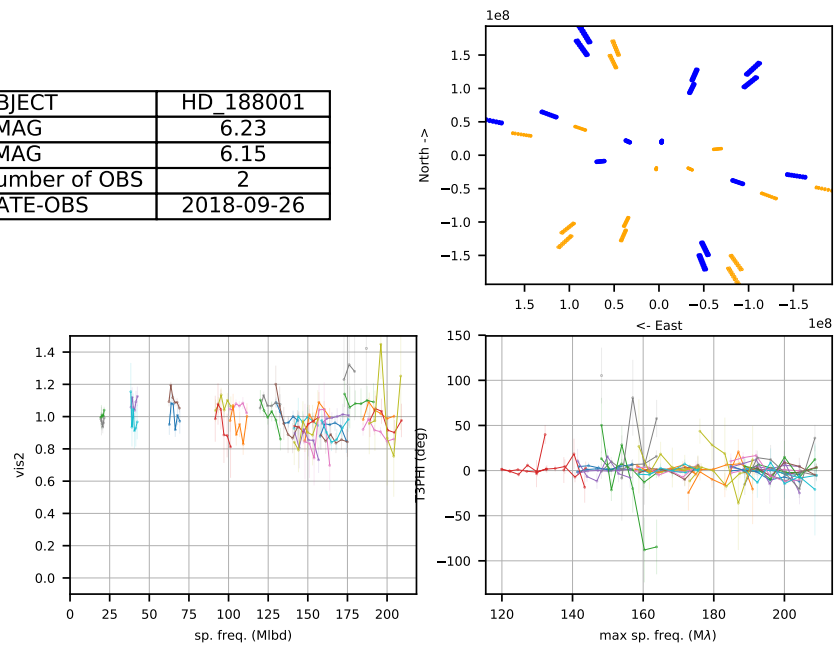 BJECT HD_188001
MAG 6.23
MAG 6.15
umber of OBS 2
ATE-OBS 2018-09-26
1e8
1.5
1.0
0.5
0.0
−0.5
−1.0
−1.5
North ->
1.5 1.0 0.5 0.0 −0.5 −1.0 −1.5
<- East
1e8
1.4
1.2
1.0
0.8
0.6
0.4
0.2
0.0
vis2
0 25 50 75 100 125 150 175 200
sp. freq. (Mlbd)
150
100
50
0
−50
−100
T3PHI (deg)
120 140 160 180 200
max sp. freq. (Mλ)